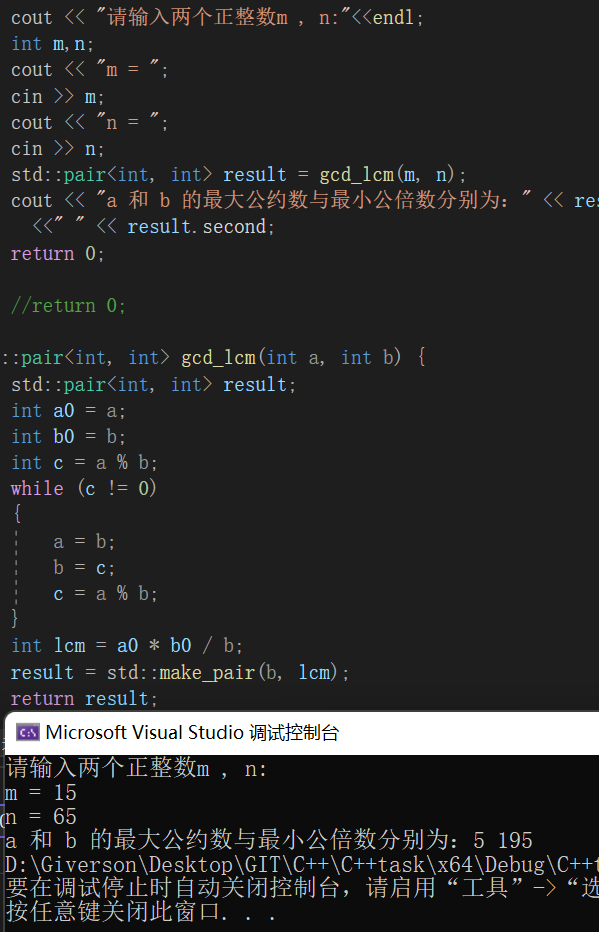 cout << "请输入两个正整数m , n:"<<endl;
int m,n;
cout << "m = ";
cin >> m;
cout << "n = ";
cin >> n;
std::pair<int, int> result = gcd_lcm(m, n);
cout << "a 和 b 的最大公约数与最小公倍数分别为: " << res
<<" " << result.second;
return 0;
//return 0;
::pair<int, int> gcd_lcm(int a, int b) {
std::pair<int, int> result;
int a0 = a;
int b0 = b;
int c = a % b;
while (c != 0)
{
a = b;
b = c;
c = a % b;
}
int lcm = a0 * b0 / b;
result = std::make_pair(b, lcm);
return result;
Microsoft Visual Studio 调试控制台
请输入两个正整数m , n:
m = 15
n = 65
a 和 b 的最大公约数与最小公倍数分别为: 5 195
D:\Giverson\Desktop\GIT\C++\C++task\x64\Debug\C++t
要在调试停止时自动关闭控制台，请启用“工具”->“选
按任意键关闭此窗口. . .